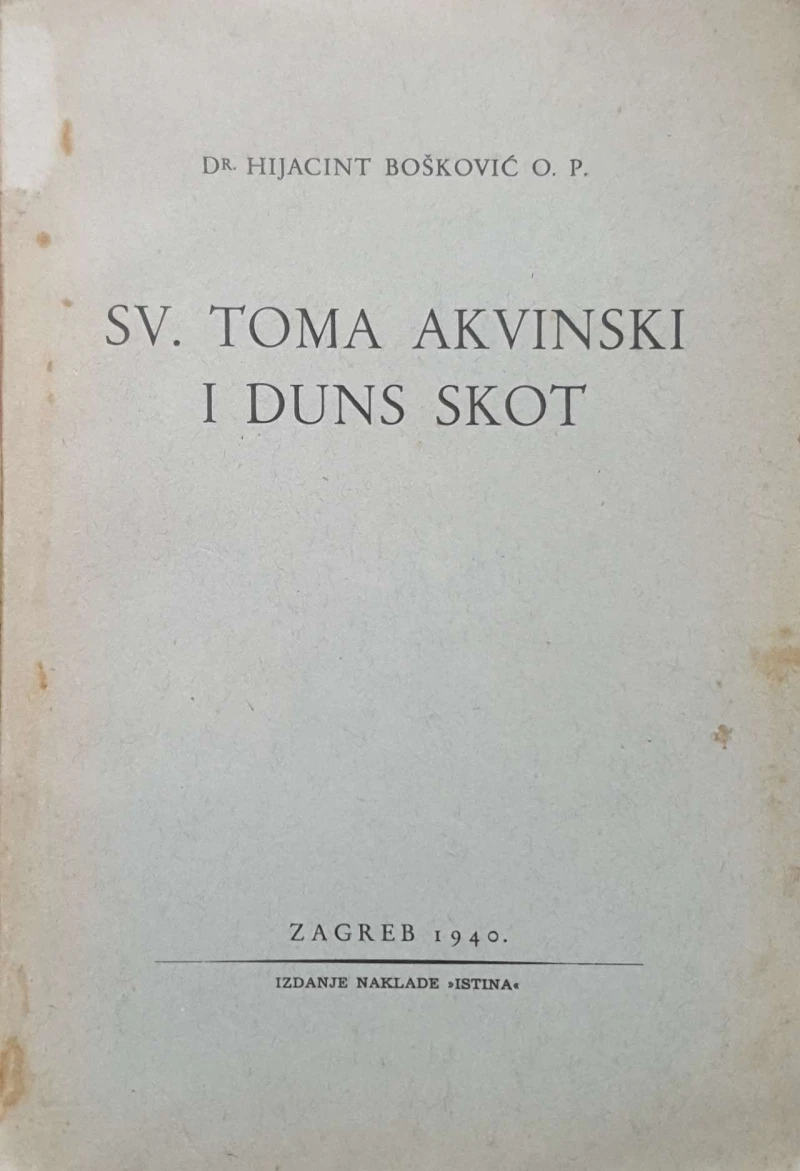 DR. HIJACINT BOŠKOVIĆ O. P.
SV. TOMA AKVINSKI
I DUNS SKOT
ZAGREB 1940.
IZDANJE NAKLADE »ISTINA«